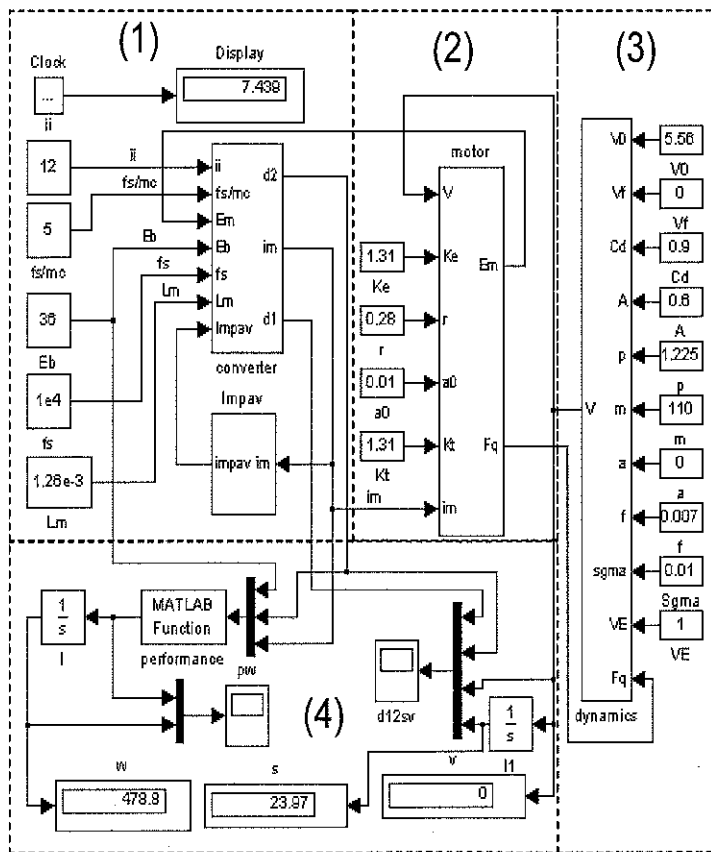 (1)
(2)
(3)
Display
7.438
Clock
...
ii
12
ii
5
fs/mc
fs/mc
36
Eb
Eb
1e4
fs
fs
1.26e-3
Lm
Lm
ii
fs/mc
Em
Eb
fs
Lm
Impav
d2
im
d1
converter
Impav
impav im
motor
V
Ke
r
a0
Kt
im
Em
Fq
1.31
Ke
0.28
r
0.01
a0
1.31
Kt
im
V0
Vf
Cd
A
p
m
a
f
sgma
VE
Fq
V
dynamics
5.56
V0
0
Vf
0.9
Cd
0.6
A
1.225
p
110
m
0
a
0.007
f
0.01
Sgma
1
VE
1
s
I
MATLAB
Function
performance
pw
(4)
d12sv
1
s
I1
w
478.8
s
23.97
v
0